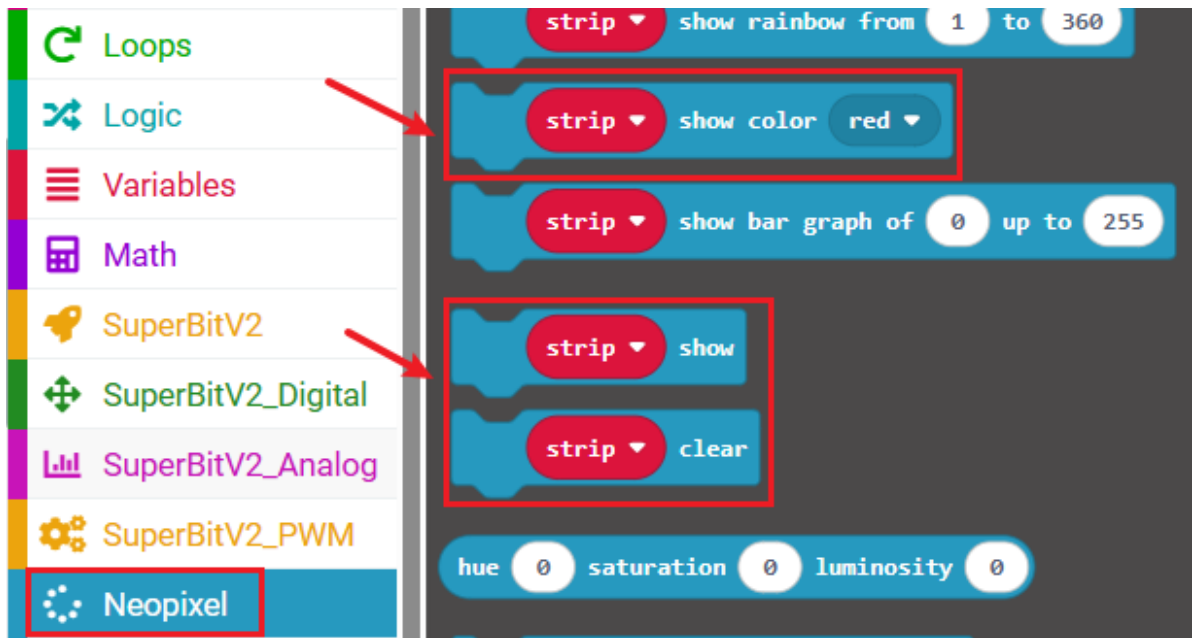 Loops
Logic
Variables
Math
SuperBitV2
SuperBitV2_Digital
SuperBitV2_Analog
SuperBitV2_PWM
Neopixel
strip show rainbow from 1 to 360
strip show color red
strip show bar graph of 0 up to 255
strip show
strip clear
hue 0 saturation 0 luminosity 0